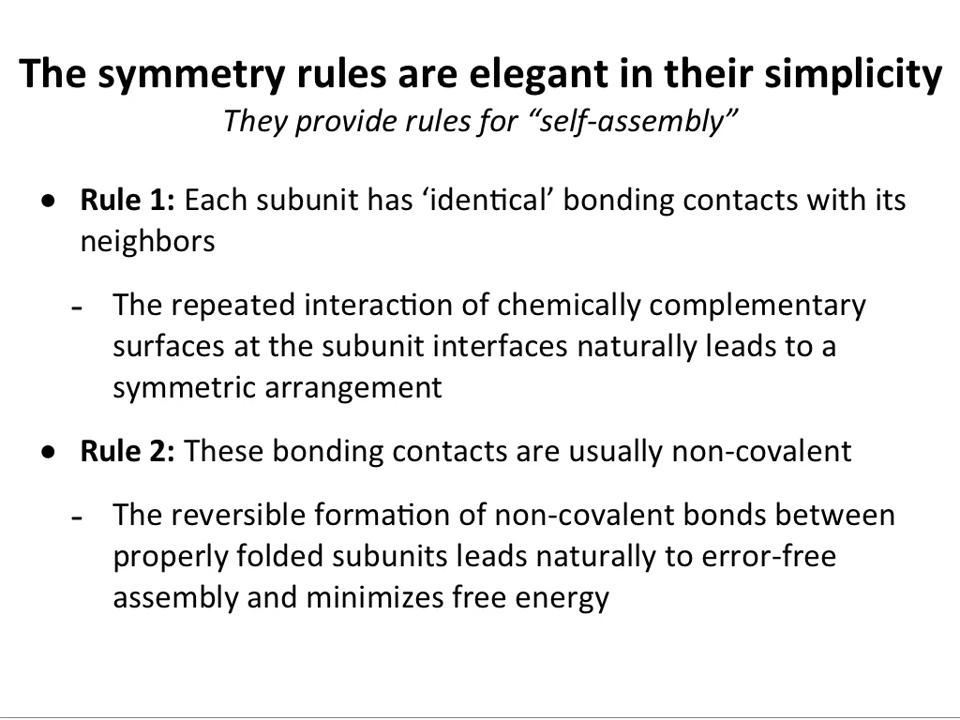 The symmetry rules are elegant in their simplicity
They provide rules for “self-assembly”
• Rule 1: Each subunit has ‘identical’ bonding contacts with its
neighbors
- The repeated interaction of chemically complementary
surfaces at the subunit interfaces naturally leads to a
symmetric arrangement
• Rule 2: These bonding contacts are usually non-covalent
- The reversible formation of non-covalent bonds between
properly folded subunits leads naturally to error-free
assembly and minimizes free energy